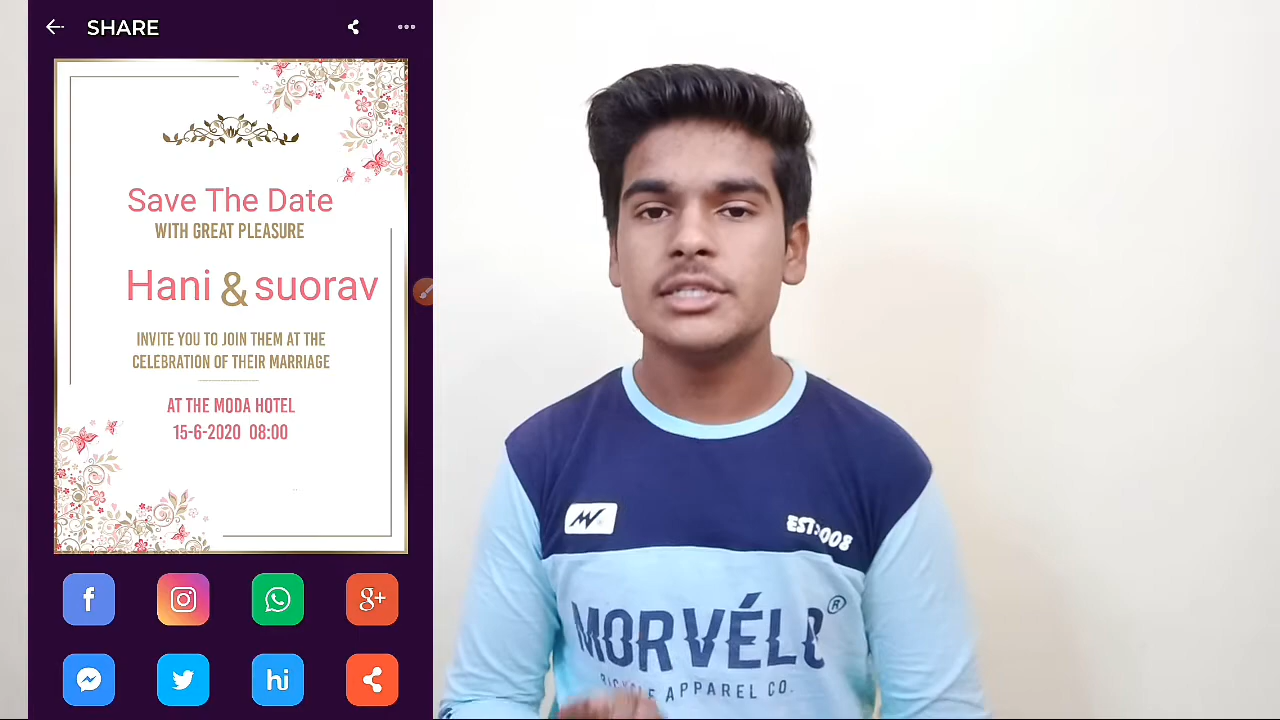 SHARE
Save The Date
WITH GREAT PLEASURE
Hani & suorav
INVITE YOU TO JOIN THEM AT THE
CELEBRATION OF THEIR MARRIAGE
AT THE MODA HOTEL
15-6-2020 08:00
f
g+
hi
EST:
008
MORVÉLO®
BICYCLE APPAREL CO.